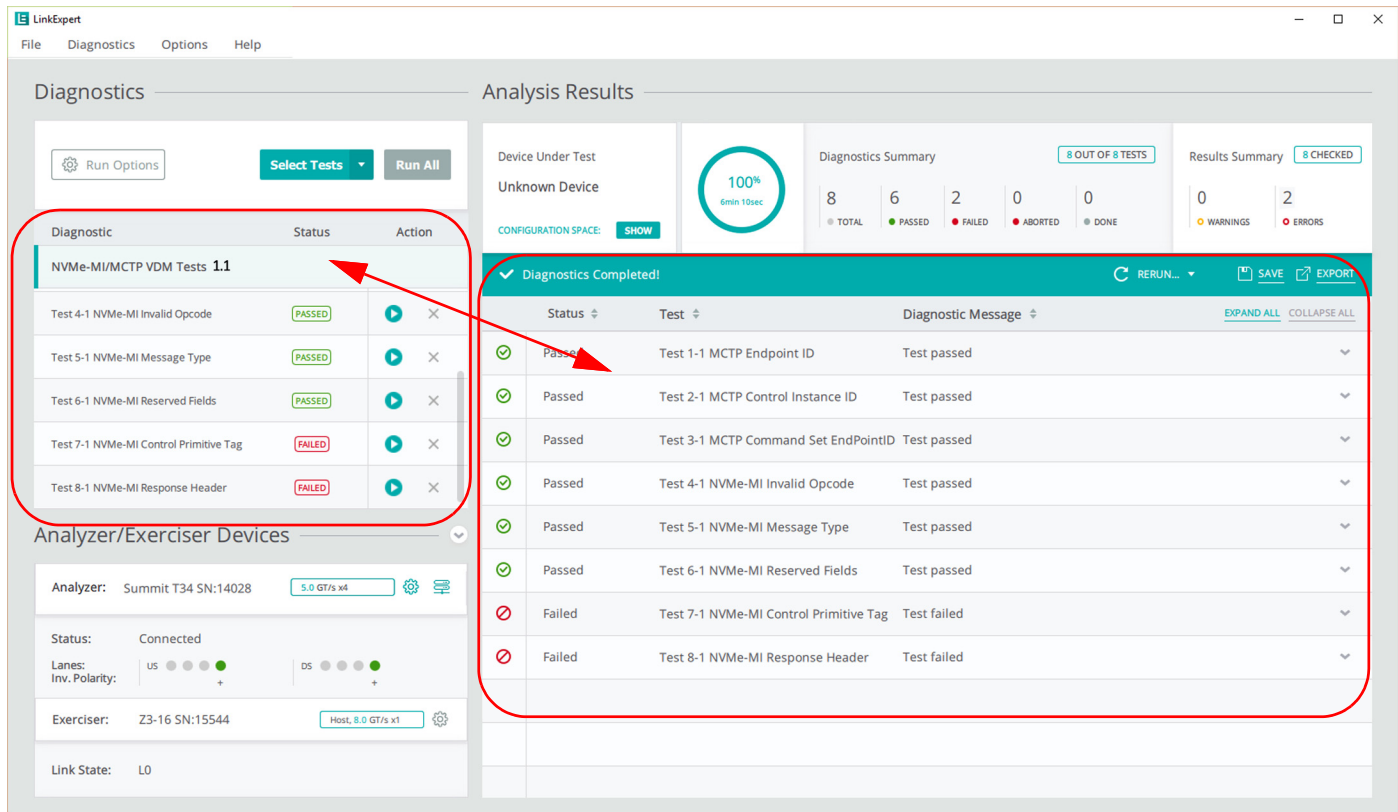 LinkExpert
File Diagnostics Options Help
Diagnostics
Run Options Select Tests Run All
Diagnostic Status Action
NVMe-MI/MCTP VDM Tests 1.1
Test 4-1 NVMe-MI Invalid Opcode PASSED
Test 5-1 NVMe-MI Message Type PASSED
Test 6-1 NVMe-MI Reserved Fields PASSED
Test 7-1 NVMe-MI Control Primitive Tag FAILED
Test 8-1 NVMe-MI Response Header FAILED
Analyzer/Exerciser Devices
Analyzer: Summit T34 SN:14028 5.0 GT/s x4
Status: Connected
Lanes: US DS
Inv. Polarity: + +
Exerciser: Z3-16 SN:15544 Host, 8.0 GT/s x1
Link State: L0
Analysis Results
Device Under Test
Unknown Device
CONFIGURATION SPACE: SHOW
100%
6min 10sec
Diagnostics Summary 8 OUT OF 8 TESTS
8 6 2 0 0
TOTAL PASSED FAILED ABORTED DONE
Results Summary 8 CHECKED
0 2
WARNINGS ERRORS
Diagnostics Completed! RERUN... SAVE EXPORT
Status Test Diagnostic Message EXPAND ALL COLLAPSE ALL
Passed Test 1-1 MCTP Endpoint ID Test passed
Passed Test 2-1 MCTP Control Instance ID Test passed
Passed Test 3-1 MCTP Command Set EndPointID Test passed
Passed Test 4-1 NVMe-MI Invalid Opcode Test passed
Passed Test 5-1 NVMe-MI Message Type Test passed
Passed Test 6-1 NVMe-MI Reserved Fields Test passed
Failed Test 7-1 NVMe-MI Control Primitive Tag Test failed
Failed Test 8-1 NVMe-MI Response Header Test failed